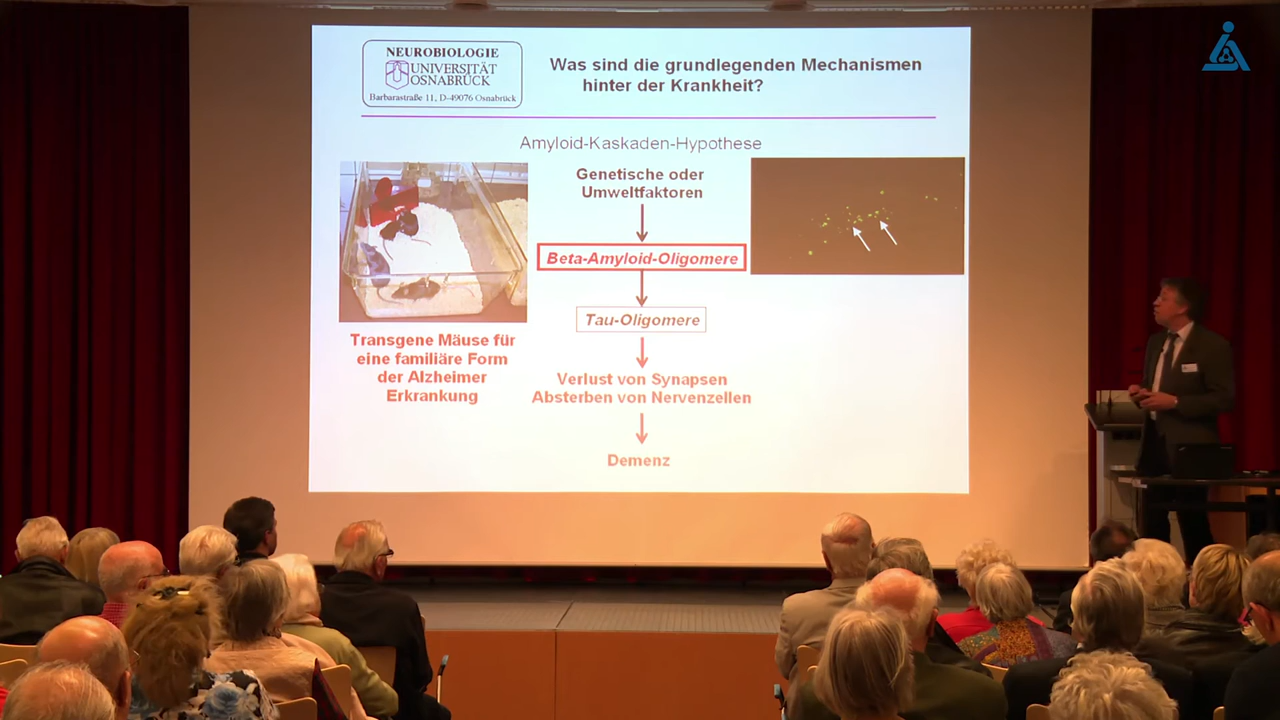 NEUROBIOLOGIE
UNIVERSITÄT
OSNABRÜCK
Barbarastraße 11, D-49076 Osnabrück
Was sind die grundlegenden Mechanismen
hinter der Krankheit?
Amyloid-Kaskaden-Hypothese
Genetische oder
Umweltfaktoren
Beta-Amyloid-Oligomere
Tau-Oligomere
Verlust von Synapsen
Absterben von Nervenzellen
Demenz
Transgene Mäuse für
eine familiäre Form
der Alzheimer
Erkrankung